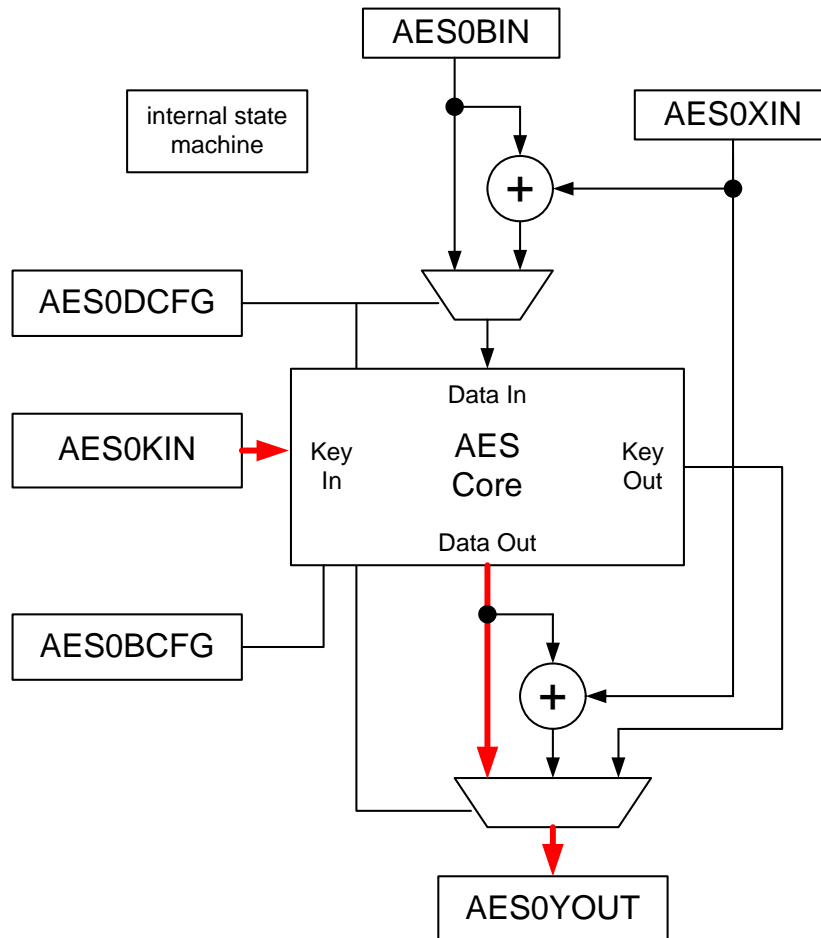 AES0BIN
internal state
machine
AES0XIN
+
AES0DCFG
Data In
AES0KIN
Key
In
AES
Core
Key
Out
Data Out
AES0BCFG
+
AES0YOUT